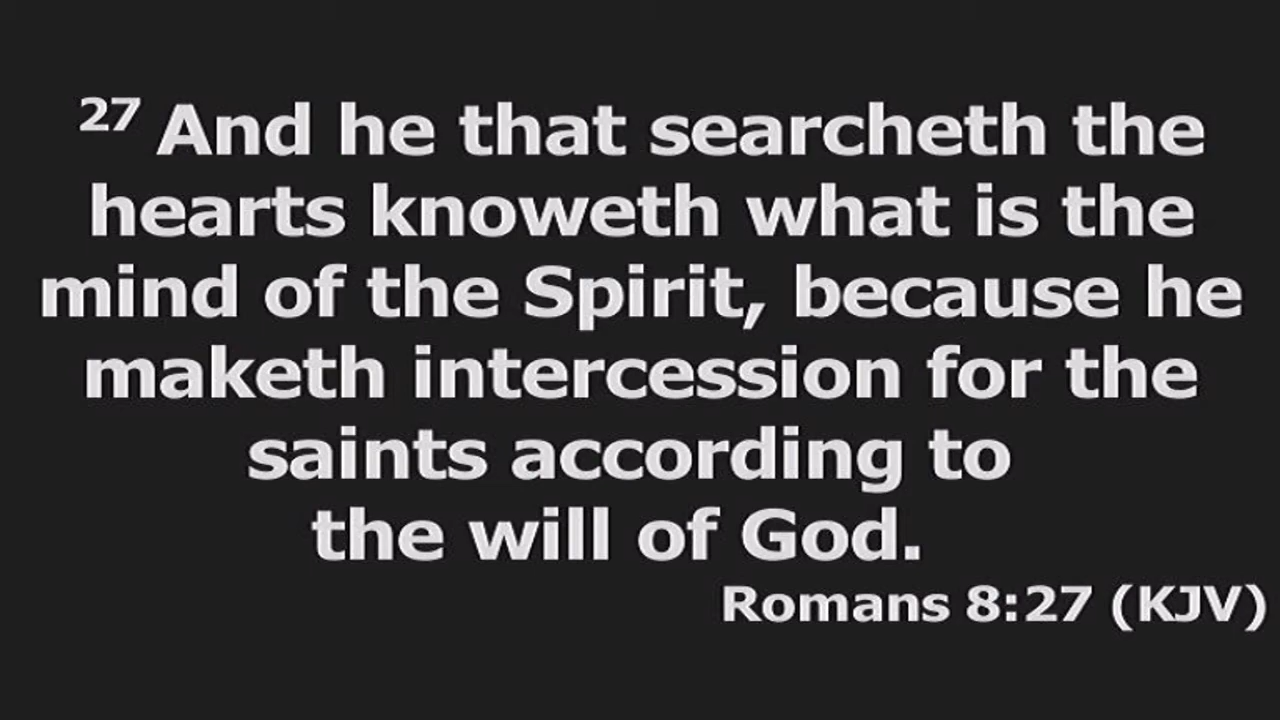 27 And he that searcheth the
hearts knoweth what is the
mind of the Spirit, because he
maketh intercession for the
saints according to
the will of God.
Romans 8:27 (KJV)